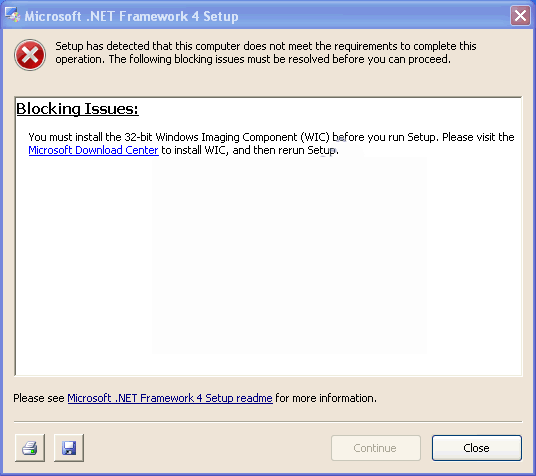 Microsoft .NET Framework 4 Setup
Setup has detected that this computer does not meet the requirements to complete this
operation. The following blocking issues must be resolved before you can proceed.
Blocking Issues:
You must install the 32-bit Windows Imaging Component (WIC) before you run Setup. Please visit the
Microsoft Download Center to install WIC, and then rerun Setup.
Please see Microsoft .NET Framework 4 Setup readme for more information.
Continue
Close